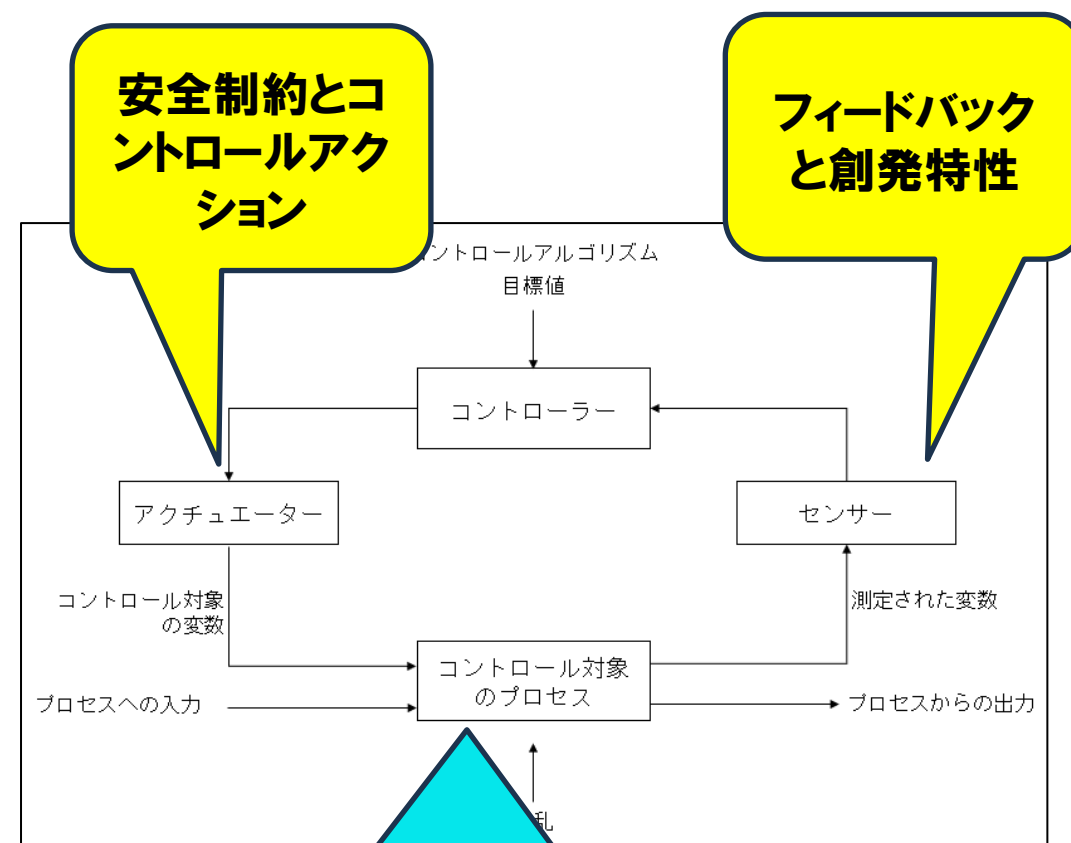 安全制約とコ
ントロールアク
ション
フィードバック
と創発特性
ントロールアルゴリズム
目標値
コントローラー
アクチュエーター
センサー
コントロール対象
の変数
測定された変数
コントロール対象
のプロセス
プロセスへの入力
プロセスからの出力
乱